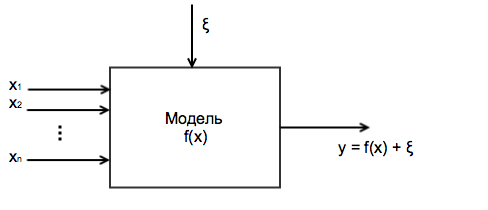 ξ
x₁
x₂
⋮
xₙ
Модель
f(x)
y = f(x) + ξ